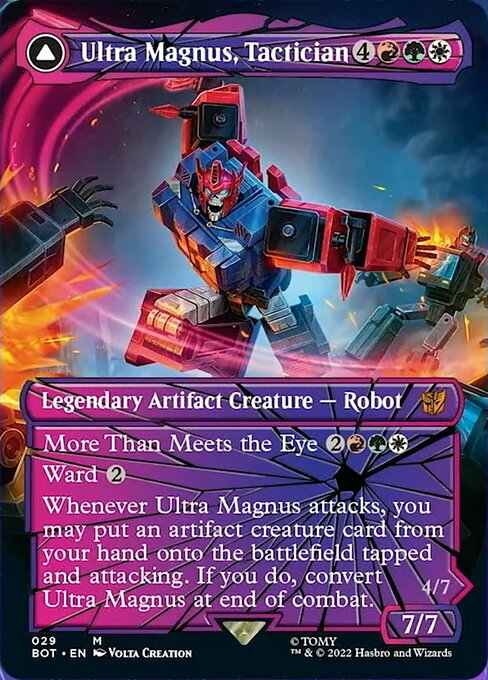 Ultra Magnus, Tactician 4
Legendary Artifact Creature — Robot
More Than Meets the Eye 2
Ward 2
Whenever Ultra Magnus attacks, you
may put an artifact creature card from
your hand onto the battlefield tapped
and attacking. If you do, convert
Ultra Magnus at end of combat.
4/7
7/7
029 M
BOT • EN VOLTA CREATION
© TOMY
™ & © 2022 Hasbro and Wizards